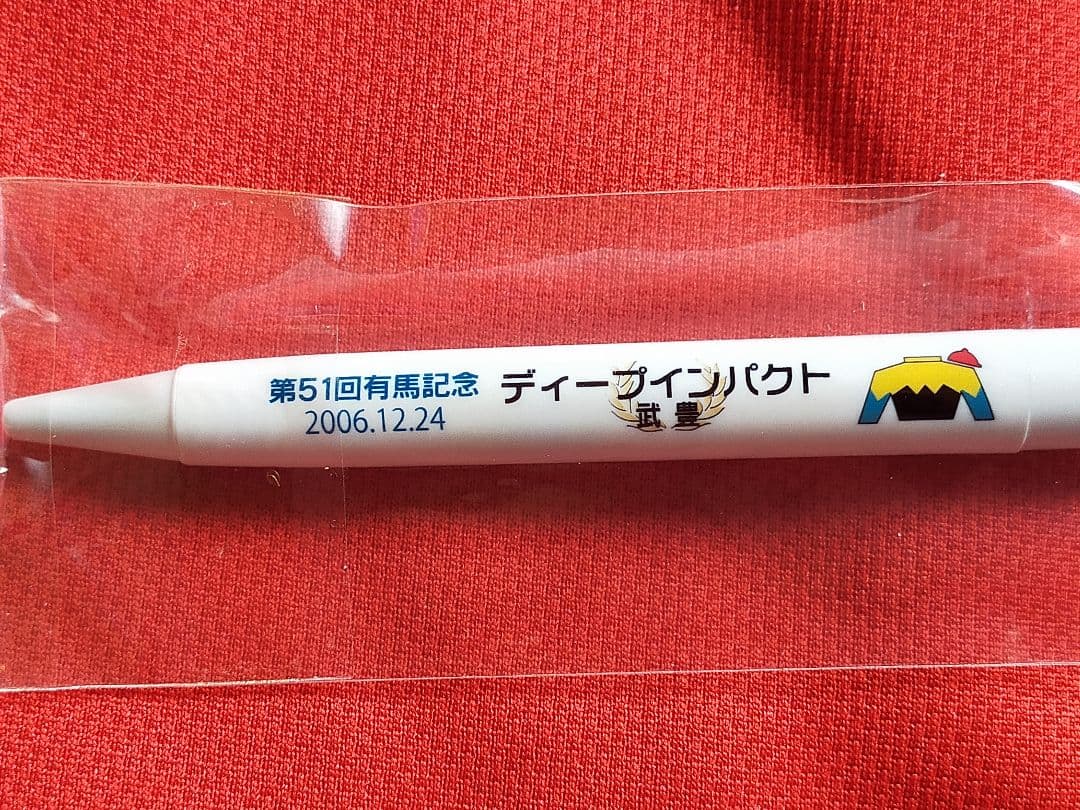 第51回有馬記念
2006.12.24
ディープインパクト
武 豊